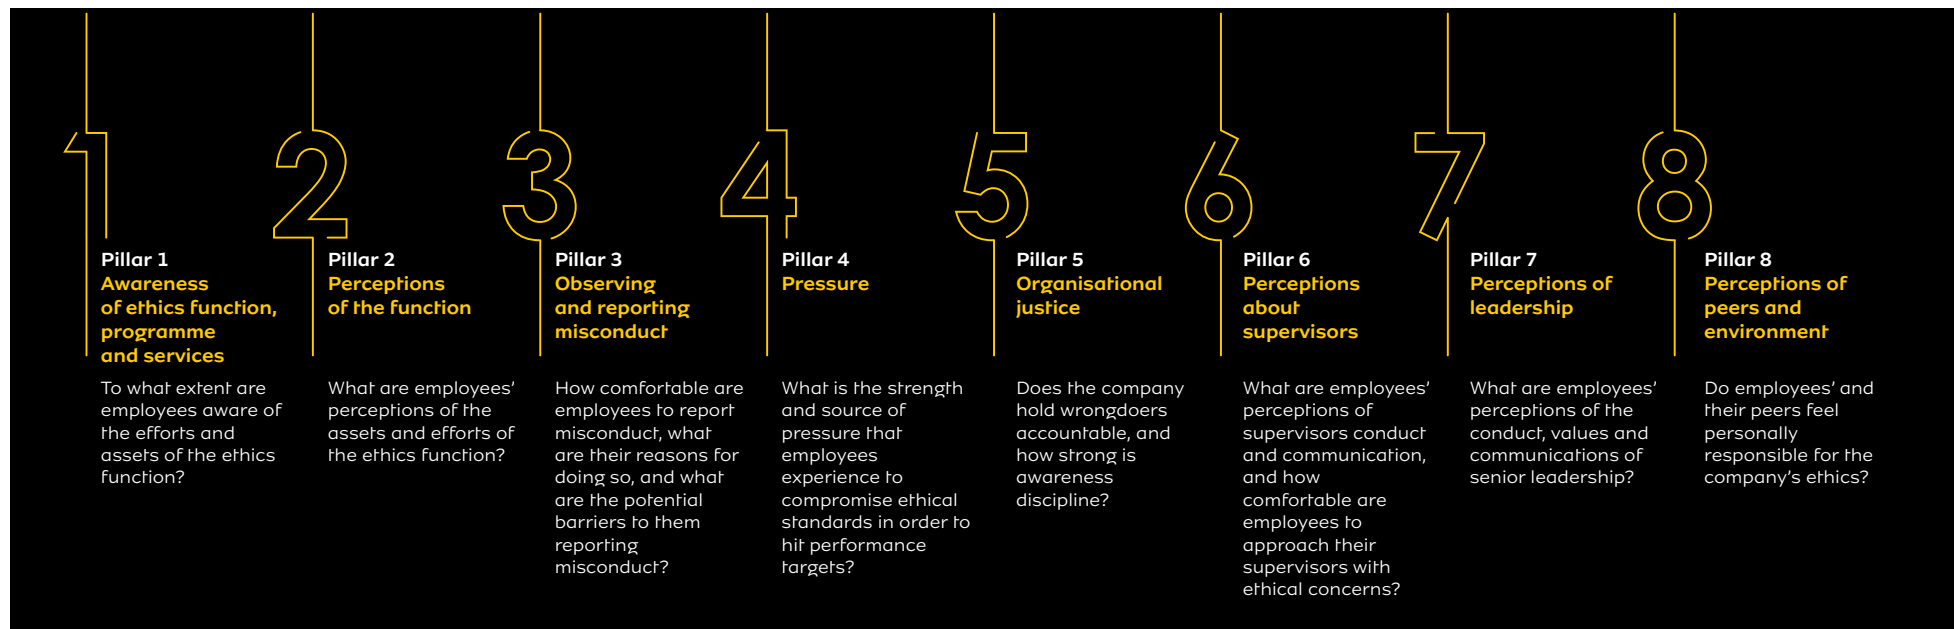 1
Pillar 1
Awareness
of ethics function,
programme
and services
To what extent are
employees aware of
the efforts and
assets of the ethics
function?
2
Pillar 2
Perceptions
of the function
What are employees’
perceptions of the
assets and efforts of
the ethics function?
3
Pillar 3
Observing
and reporting
misconduct
How comfortable are
employees to report
misconduct, what
are their reasons for
doing so, and what
are the potential
barriers to them
reporting
misconduct?
4
Pillar 4
Pressure
What is the strength
and source of
pressure that
employees
experience to
compromise ethical
standards in order to
hit performance
targets?
5
Pillar 5
Organisational
justice
Does the company
hold wrongdoers
accountable, and
how strong is
awareness
discipline?
6
Pillar 6
Perceptions
about
supervisors
What are employees’
perceptions of
supervisors conduct
and communication,
and how
comfortable are
employees to
approach their
supervisors with
ethical concerns?
7
Pillar 7
Perceptions of
leadership
What are employees’
perceptions of the
conduct, values and
communications of
senior leadership?
8
Pillar 8
Perceptions of
peers and
environment
Do employees’ and
their peers feel
personally
responsible for the
company’s ethics?